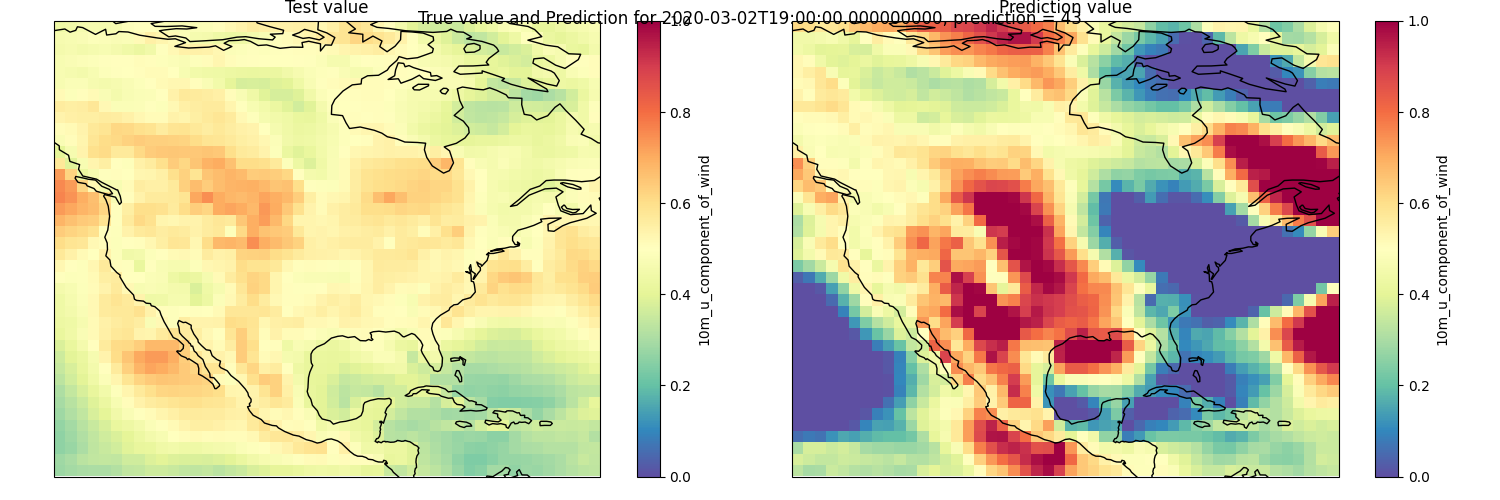 Test value
Prediction value
True value and Prediction for 2020-03-02T19:00:00.000000000  prediction = 43
1.0
0.8
0.6
0.4
0.2
0.0
10m_u_component_of_wind
1.0
0.8
0.6
0.4
0.2
0.0
10m_u_component_of_wind